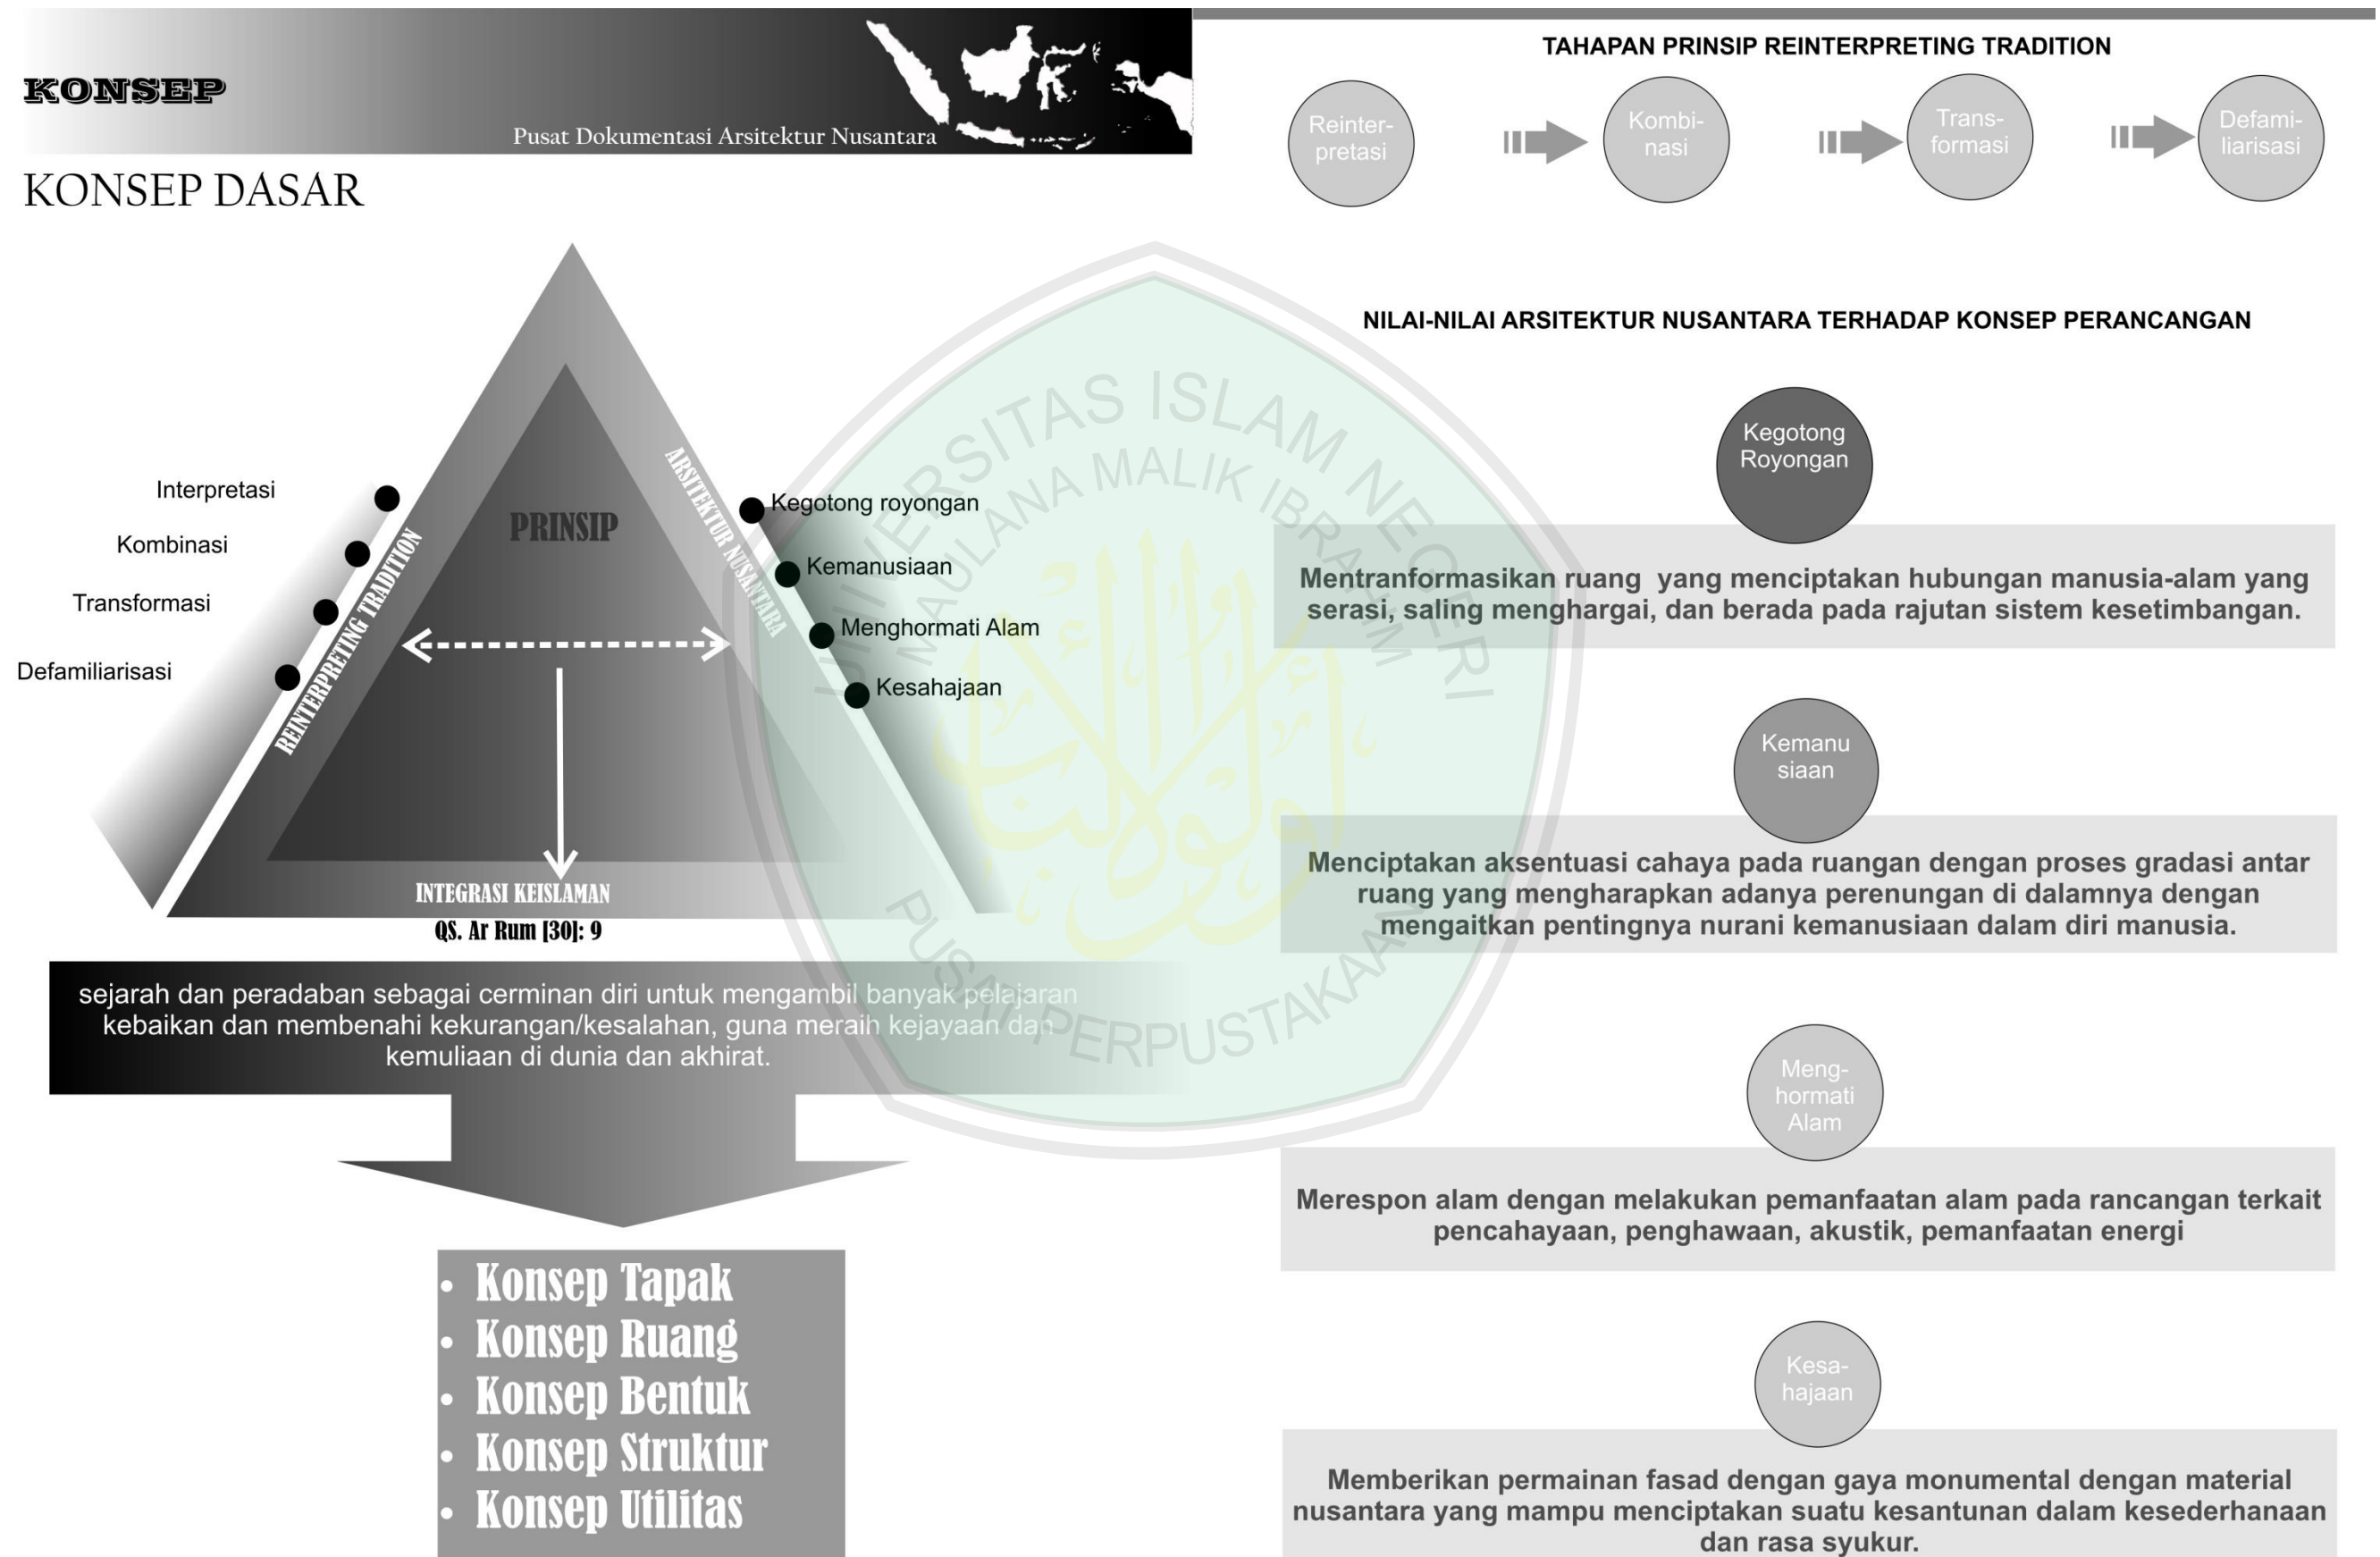 KONSEP
Pusat Dokumentasi Arsitektur Nusantara
KONSEP DASAR
Interpretasi
Kombinasi
Transformasi
Defamiliarisasi
REINTERPRETING TRADITION
PRINSIP
ARSITEKTUR NUSANTARA
Kegotong royongan
Kemanusiaan
Menghormati Alam
Kesahajaan
INTEGRASI KEISLAMAN
QS. Ar Rum [30]: 9
sejarah dan peradaban sebagai cerminan diri untuk mengambil banyak pelajaran
kebaikan dan membenahi kekurangan/kesalahan, guna meraih kejayaan dan
kemuliaan di dunia dan akhirat.
• Konsep Tapak
• Konsep Ruang
• Konsep Bentuk
• Konsep Struktur
• Konsep Utilitas
TAHAPAN PRINSIP REINTERPRETING TRADITION
Reinter-
pretasi
Kombi-
nasi
Trans-
formasi
Defami-
liarisasi
NILAI-NILAI ARSITEKTUR NUSANTARA TERHADAP KONSEP PERANCANGAN
Kegotong
Royongan
Mentranformasikan ruang yang menciptakan hubungan manusia-alam yang
serasi, saling menghargai, dan berada pada rajutan sistem kesetimbangan.
Kemanu
siaan
Menciptakan aksentuasi cahaya pada ruangan dengan proses gradasi antar
ruang yang mengharapkan adanya perenungan di dalamnya dengan
mengaitkan pentingnya nurani kemanusiaan dalam diri manusia.
Meng-
hormati
Alam
Merespon alam dengan melakukan pemanfaatan alam pada rancangan terkait
pencahayaan, penghawaan, akustik, pemanfaatan energi
Kesa-
hajaan
Memberikan permainan fasad dengan gaya monumental dengan material
nusantara yang mampu menciptakan suatu kesantunan dalam kesederhanaan
dan rasa syukur.
UNIVERSITAS ISLAM NEGERI
MAULANA MALIK IBRAHIM
PUSAT PERPUSTAKAAN